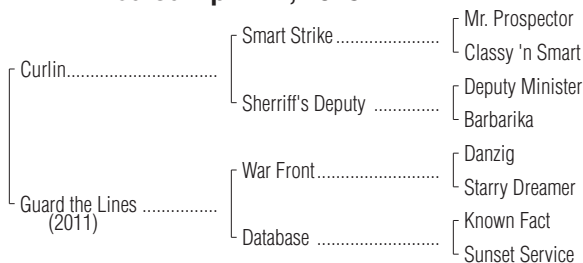 Mr. Prospector
Smart Strike
Classy 'n Smart
Curlin
Deputy Minister
Sherriff's Deputy
Barbarika
Danzig
War Front
Starry Dreamer
Guard the Lines
(2011)
Known Fact
Database
Sunset Service